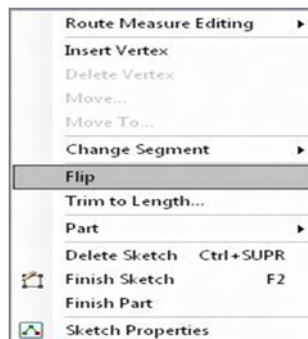 Route Measure Editing
Insert Vertex
Delete Vertex
Move...
Move To...
Change Segment
Flip
Trim to Length...
Part
Delete Sketch Ctrl+SUPR
Finish Sketch F2
Finish Part
Sketch Properties